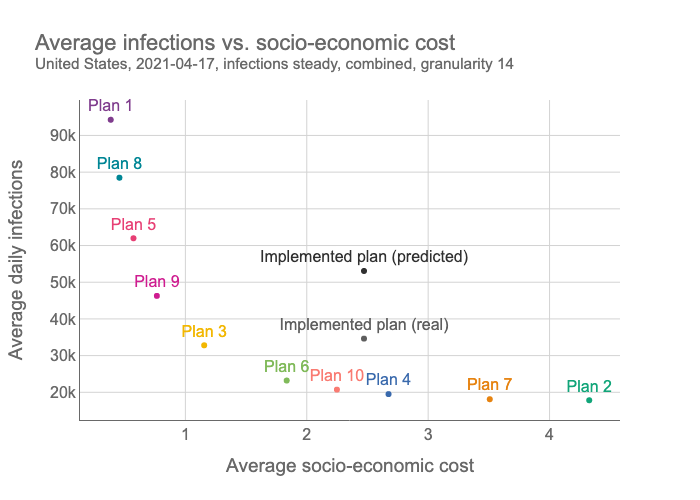 Average infections vs. socio-economic cost
United States, 2021-04-17, infections steady, combined, granularity 14
Plan 1
90k
Plan 8
80k
70k
Plan 5
60k
Implemented plan (predicted)
Plan 9
50k
40k
Implemented plan (real)
Plan 3
30k
Plan 6
Plan 10
Plan 4
Plan 7
Plan 2
20k
Average daily infections
1
2
3
4
Average socio-economic cost